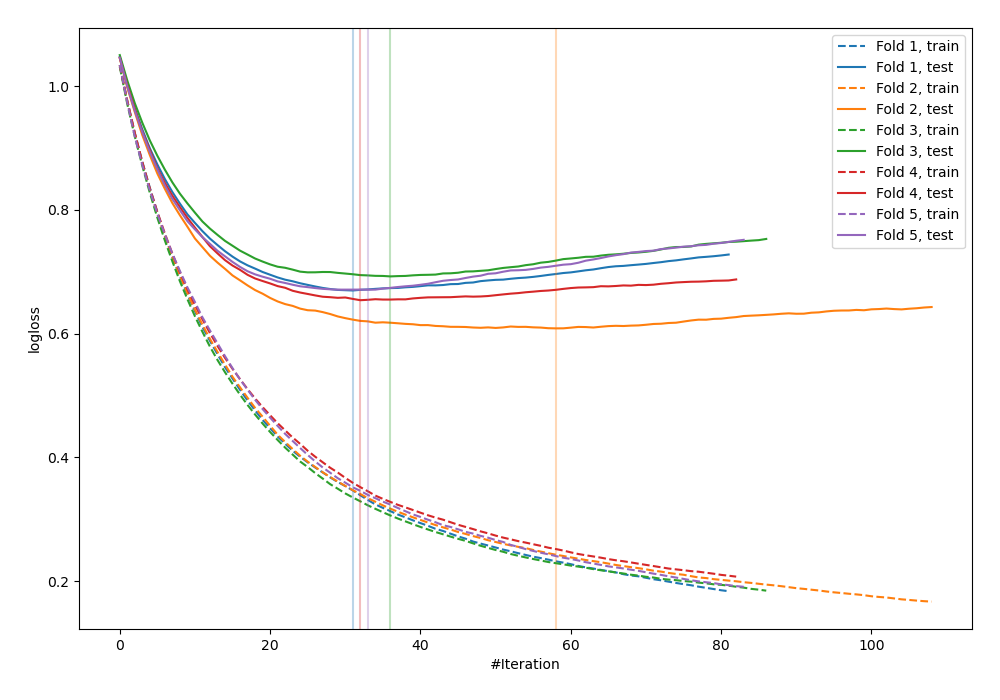 1.0
0.8
0.6
0.4
0.2
logloss
0 20 40 60 80 100
#Iteration
Fold 1, train
Fold 1, test
Fold 2, train
Fold 2, test
Fold 3, train
Fold 3, test
Fold 4, train
Fold 4, test
Fold 5, train
Fold 5, test